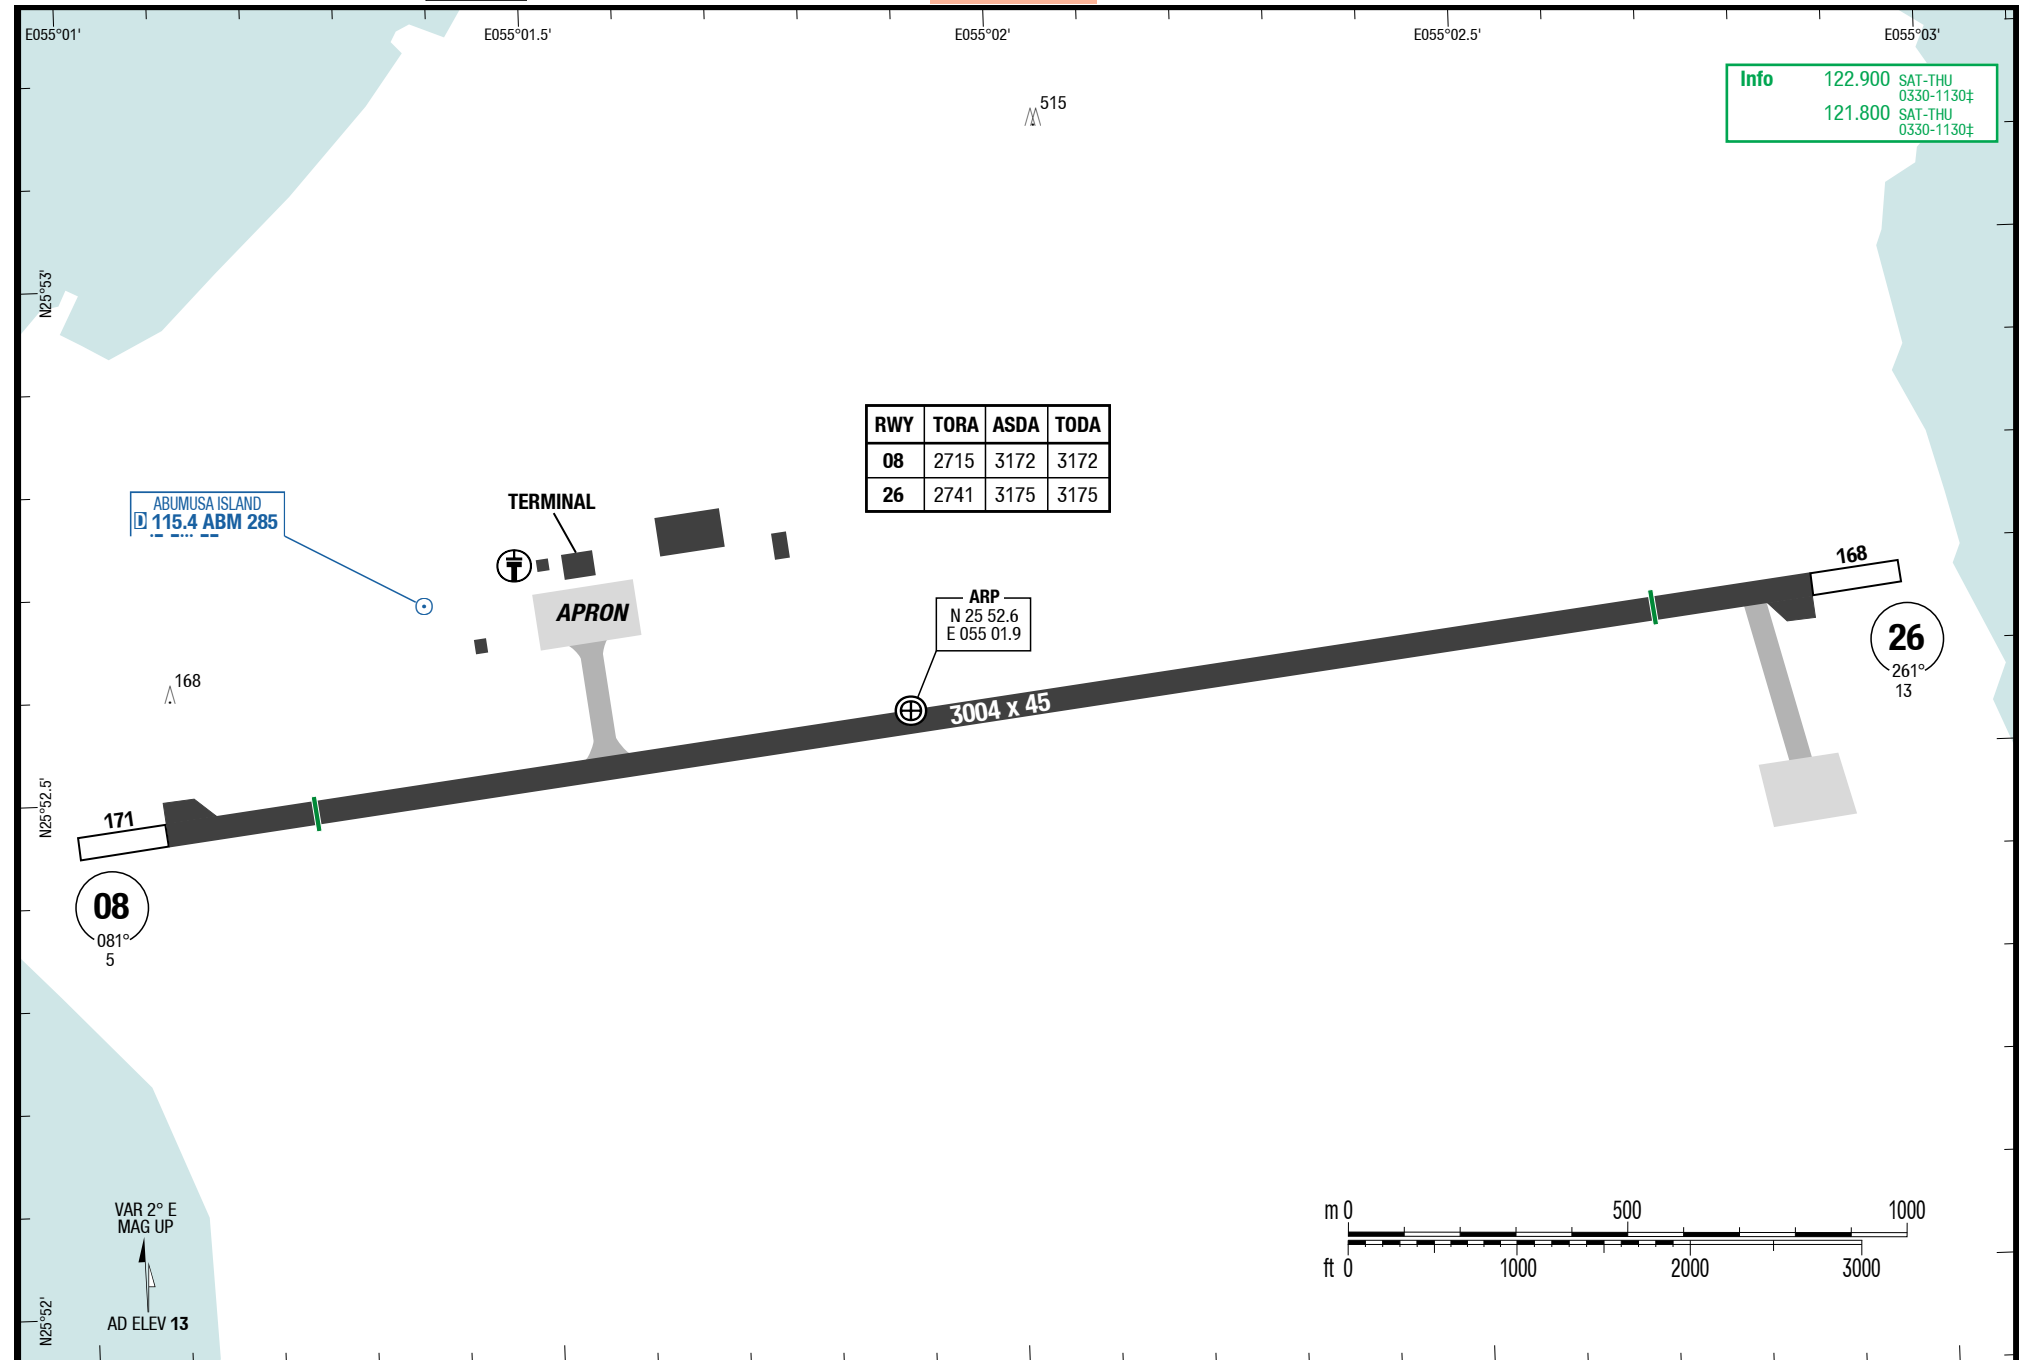 E055°01'
E055°01.5'
E055°02'
E055°02.5'
E055°03'
Info 122.900 SAT-THU
0330-1130‡
121.800 SAT-THU
0330-1130‡
515
N25°53'
RWY TORA ASDA TODA
08 2715 3172 3172
26 2741 3175 3175
ABUMUSA ISLAND
D 115.4 ABM 285
TERMINAL
APRON
ARP
N 25 52.6
E 055 01.9
168
26
261°
13
168
3004 x 45
N25°52.5'
171
08
081°
5
VAR 2° E
MAG UP
AD ELEV 13
N25°52'
m 0 500 1000
ft 0 1000 2000 3000